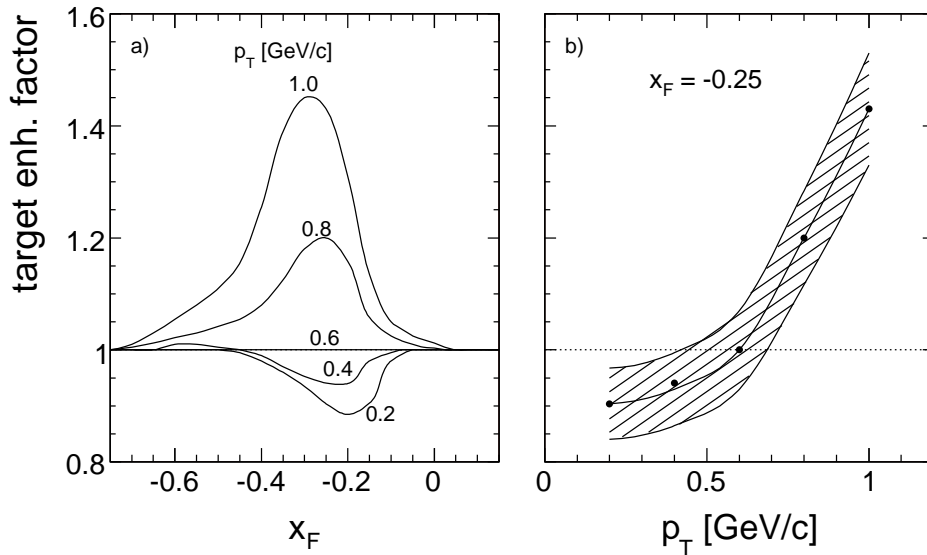 target enh. factor
1.6
1.4
1.2
1
0.8
a)
p_T [GeV/c]
1.0
0.8
0.6
0.4
0.2
-0.6
-0.4
-0.2
0
x_F
b)
x_F = -0.25
0
0.5
1
p_T [GeV/c]